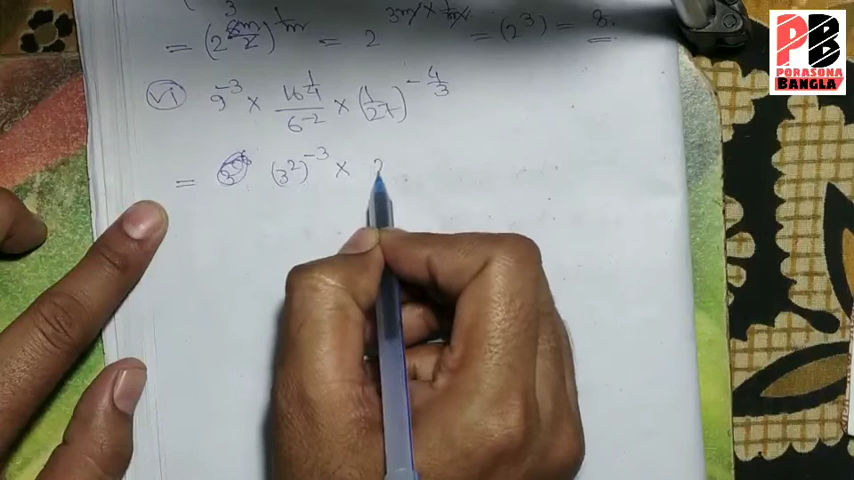 = (2^{2m/2})^{1/m} = 2^{3m × 1/m} = (2^3) = 8.
(vi) 9^{-3} × 16^{1/4} / 6^{-2} × (1/27)^{-4/3}
= (3^2)^{-3} × 2
PB
PORASONA
BANGLA